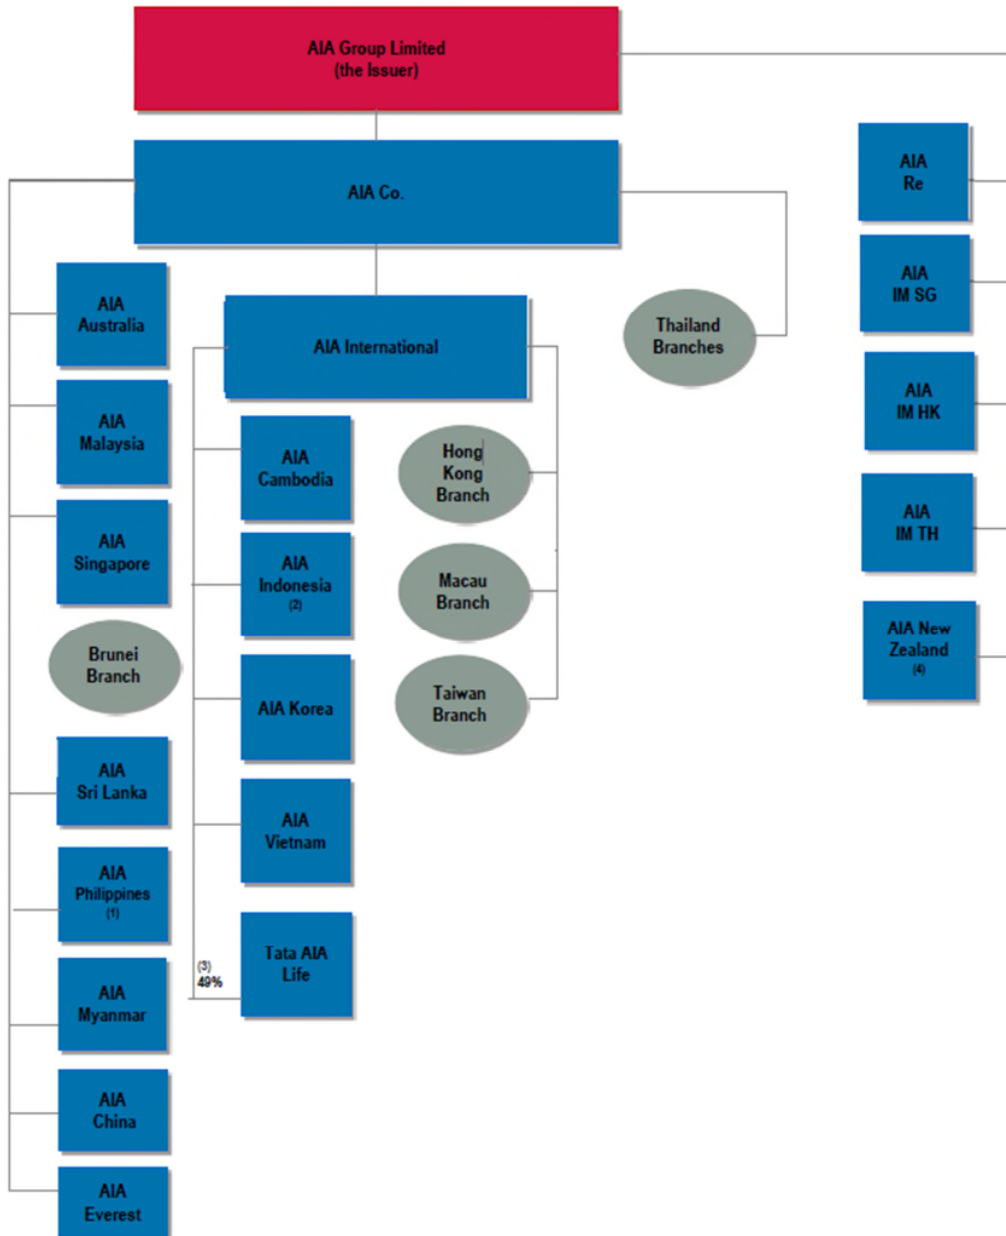 AIA Group Limited
(the Issuer)
AIA Co.
AIA
Australia
AIA
Malaysia
AIA
Singapore
Brunei
Branch
AIA
Sri Lanka
AIA
Philippines
(1)
AIA
Myanmar
AIA
China
AIA
Everest
AIA International
AIA
Cambodia
AIA
Indonesia
(2)
AIA Korea
AIA
Vietnam
(3)
49%
Tata AIA
Life
Hong
Kong
Branch
Macau
Branch
Taiwan
Branch
Thailand
Branches
AIA
Re
AIA
IM SG
AIA
IM HK
AIA
IM TH
AIA New
Zealand
(4)